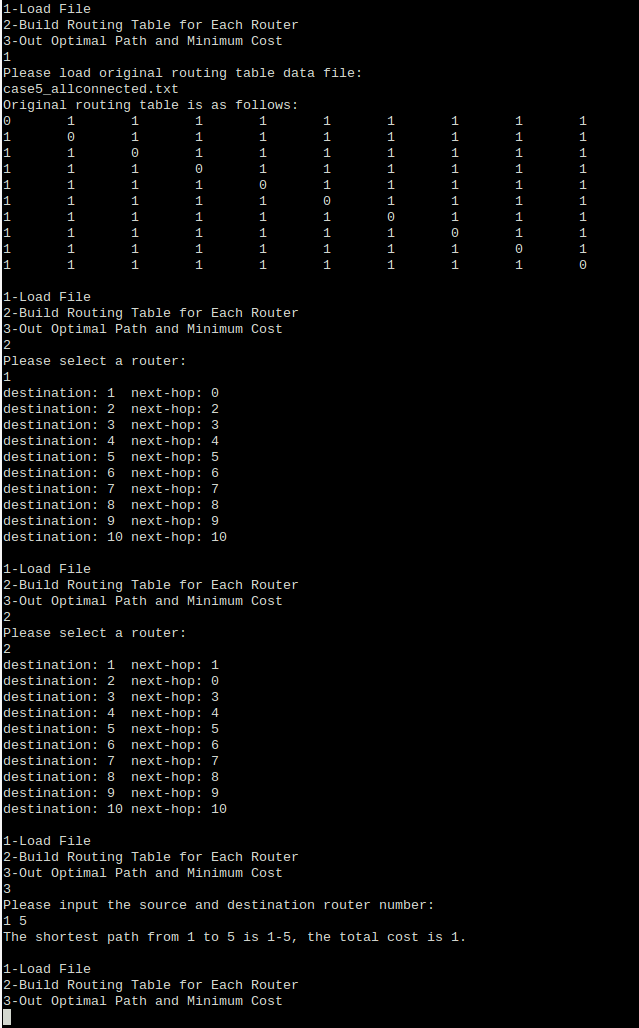 1-Load File
2-Build Routing Table for Each Router
3-Out Optimal Path and Minimum Cost
1
Please load original routing table data file:
case5_allconnected.txt
Original routing table is as follows:
0 1 1 1 1 1 1 1 1 1
1 0 1 1 1 1 1 1 1 1
1 1 0 1 1 1 1 1 1 1
1 1 1 0 1 1 1 1 1 1
1 1 1 1 0 1 1 1 1 1
1 1 1 1 1 0 1 1 1 1
1 1 1 1 1 1 0 1 1 1
1 1 1 1 1 1 1 0 1 1
1 1 1 1 1 1 1 1 0 1
1 1 1 1 1 1 1 1 1 0
1-Load File
2-Build Routing Table for Each Router
3-Out Optimal Path and Minimum Cost
2
Please select a router:
1
destination: 1 next-hop: 0
destination: 2 next-hop: 2
destination: 3 next-hop: 3
destination: 4 next-hop: 4
destination: 5 next-hop: 5
destination: 6 next-hop: 6
destination: 7 next-hop: 7
destination: 8 next-hop: 8
destination: 9 next-hop: 9
destination: 10 next-hop: 10
1-Load File
2-Build Routing Table for Each Router
3-Out Optimal Path and Minimum Cost
2
Please select a router:
2
destination: 1 next-hop: 1
destination: 2 next-hop: 0
destination: 3 next-hop: 3
destination: 4 next-hop: 4
destination: 5 next-hop: 5
destination: 6 next-hop: 6
destination: 7 next-hop: 7
destination: 8 next-hop: 8
destination: 9 next-hop: 9
destination: 10 next-hop: 10
1-Load File
2-Build Routing Table for Each Router
3-Out Optimal Path and Minimum Cost
3
Please input the source and destination router number:
1 5
The shortest path from 1 to 5 is 1-5, the total cost is 1.
1-Load File
2-Build Routing Table for Each Router
3-Out Optimal Path and Minimum Cost